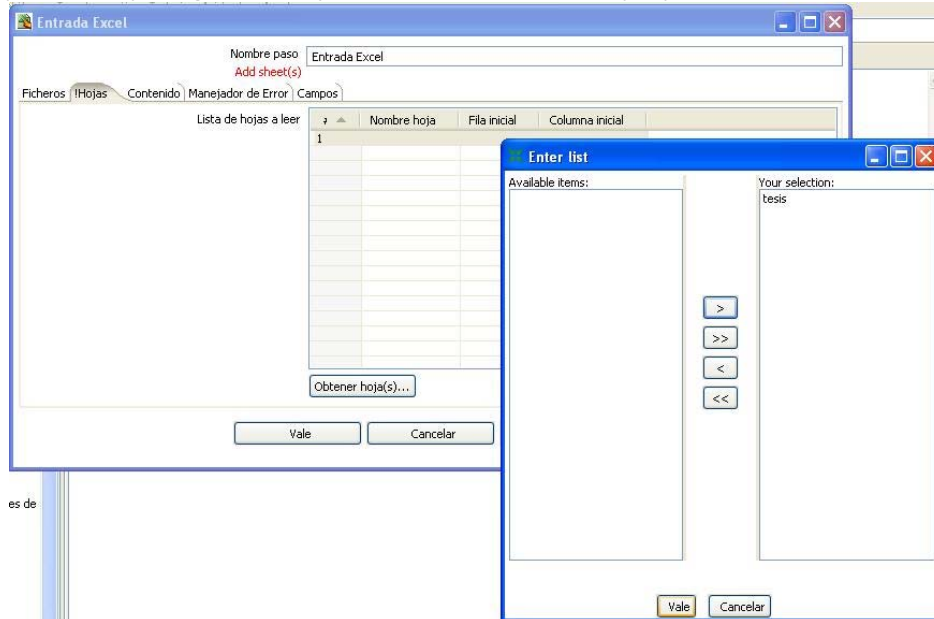 Entrada Excel
Nombre paso Entrada Excel
Add sheet(s)
Ficheros !Hojas Contenido Manejador de Error Campos
Lista de hojas a leer
Nombre hoja Fila inicial Columna inicial
1
Obtener hoja(s)...
Vale Cancelar
Enter list
Available items: Your selection:
tesis
>
>>
<
<<
Vale Cancelar
es de